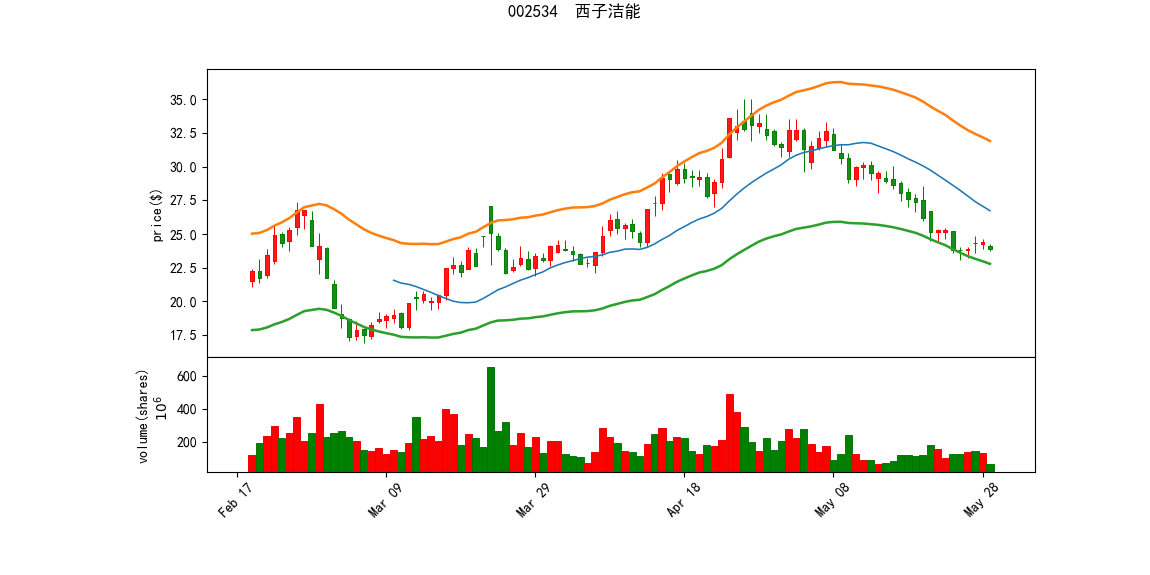 002534  西子洁能
price($)
35.0
32.5
30.0
27.5
25.0
22.5
20.0
17.5
volume(shares)
10^6
600
400
200
Feb 17
Mar 09
Mar 29
Apr 18
May 08
May 28